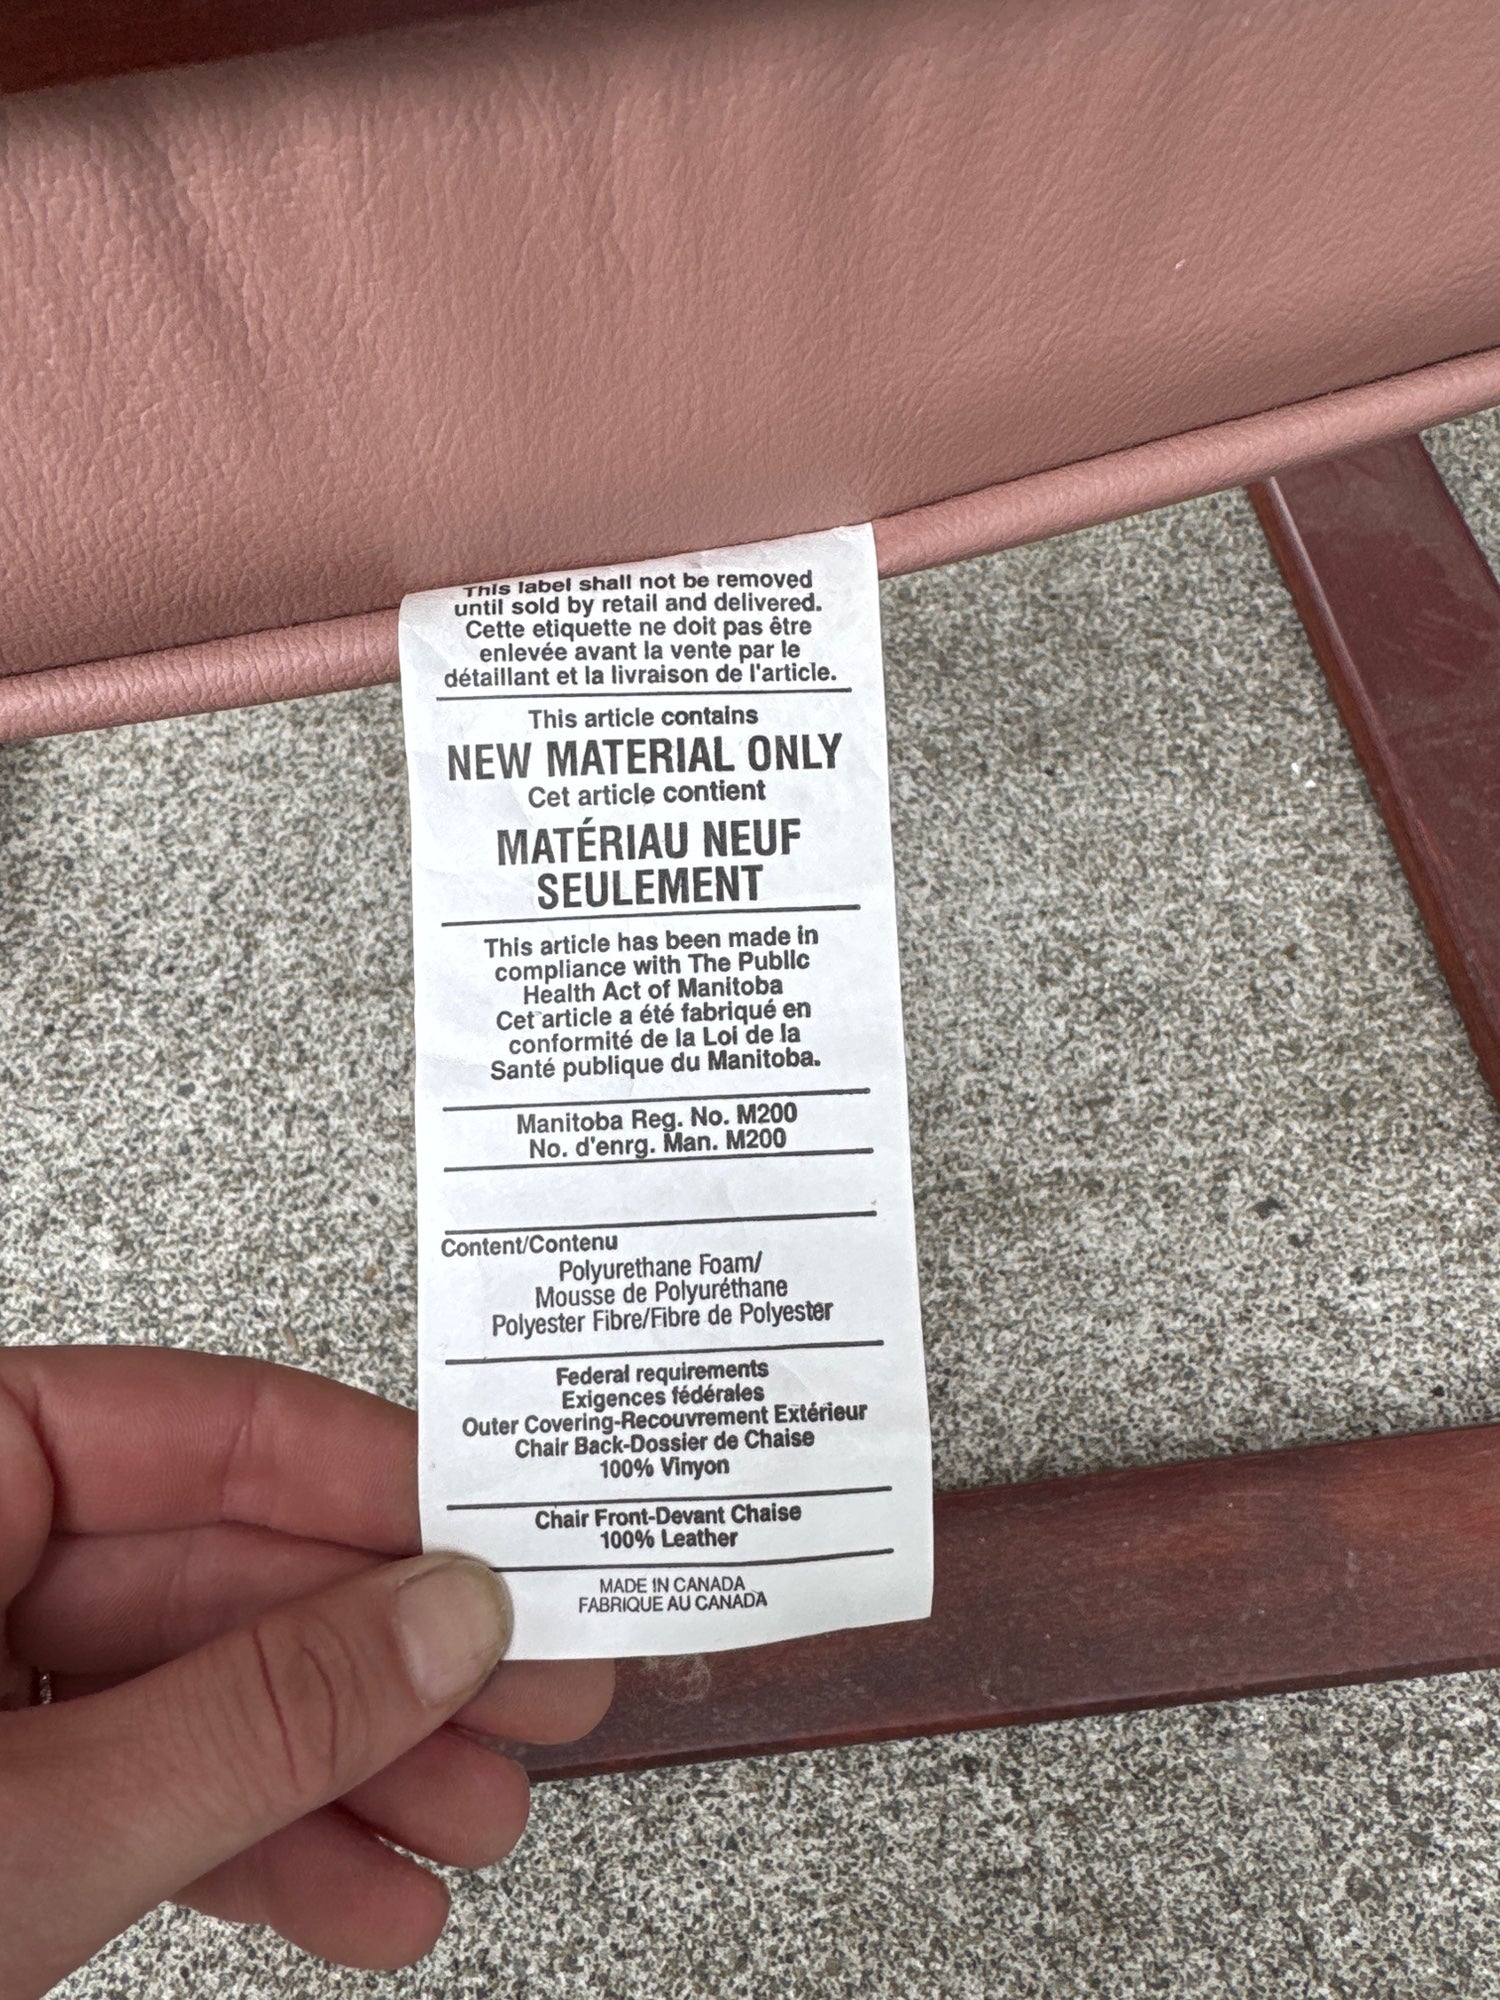 This label shall not be removed
until sold by retail and delivered.
Cette etiquette ne doit pas être
enlevée avant la vente par le
détaillant et la livraison de l'article.
This article contains
NEW MATERIAL ONLY
Cet article contient
MATÉRIAU NEUF
SEULEMENT
This article has been made in
compliance with The Public
Health Act of Manitoba
Cet article a été fabriqué en
conformité de la Loi de la
Santé publique du Manitoba.
Manitoba Reg. No. M200
No. d'enrg. Man. M200
Content/Contenu
Polyurethane Foam/
Mousse de Polyuréthane
Polyester Fibre/Fibre de Polyester
Federal requirements
Exigences fédérales
Outer Covering-Recouvrement Extérieur
Chair Back-Dossier de Chaise
100% Vinyon
Chair Front-Devant Chaise
100% Leather
MADE IN CANADA
FABRIQUE AU CANADA